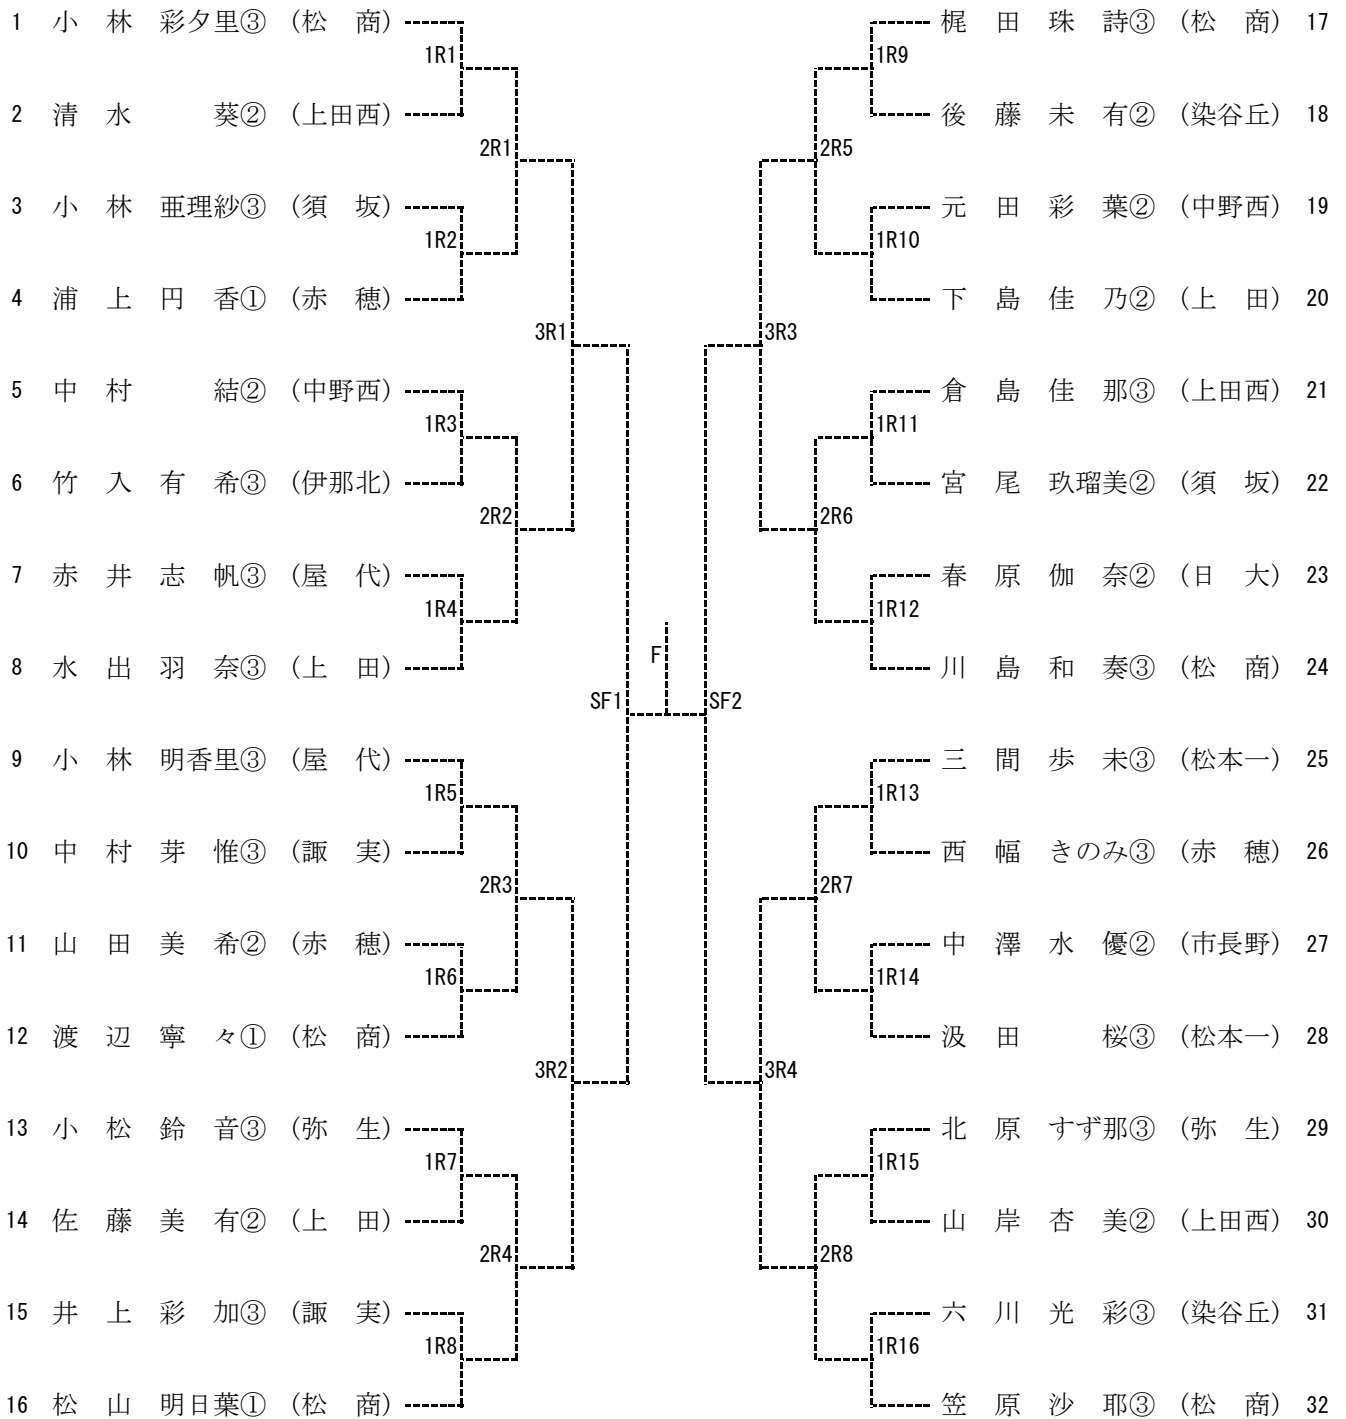 1 小林 彩夕里③ (松商)
1R1
2 清水 葵② (上田西)
2R1
3 小林 亜理紗③ (須坂)
1R2
4 浦上円香① (赤穂)
3R1
5 中村 結② (中野西)
1R3
6 竹入有希③ (伊那北)
2R2
7 赤井志帆③ (屋代)
1R4
8 水出羽奈③ (上田)
SF1
9 小林 明香里③ (屋代)
1R5
10 中村芽惟③ (諏実)
2R3
11 山田美希② (赤穂)
1R6
12 渡辺寧々① (松商)
3R2
13 小松鈴音③ (弥生)
1R7
14 佐藤美有② (上田)
2R4
15 井上彩加③ (諏実)
1R8
16 松山 明日葉① (松商)
F
梶田珠詩③ (松商) 17
1R9
後藤未有② (染谷丘) 18
2R5
元田彩葉② (中野西) 19
1R10
下島佳乃② (上田) 20
3R3
倉島佳那③ (上田西) 21
1R11
宮尾 玖瑠美② (須坂) 22
2R6
春原伽奈② (日大) 23
1R12
川島和奏③ (松商) 24
SF2
三間歩未③ (松本一) 25
1R13
西幅 きのみ③ (赤穂) 26
2R7
中澤水優② (市長野) 27
1R14
汲田 桜③ (松本一) 28
3R4
北原 すず那③ (弥生) 29
1R15
山岸杏美② (上田西) 30
2R8
六川光彩③ (染谷丘) 31
1R16
笠原沙耶③ (松商) 32